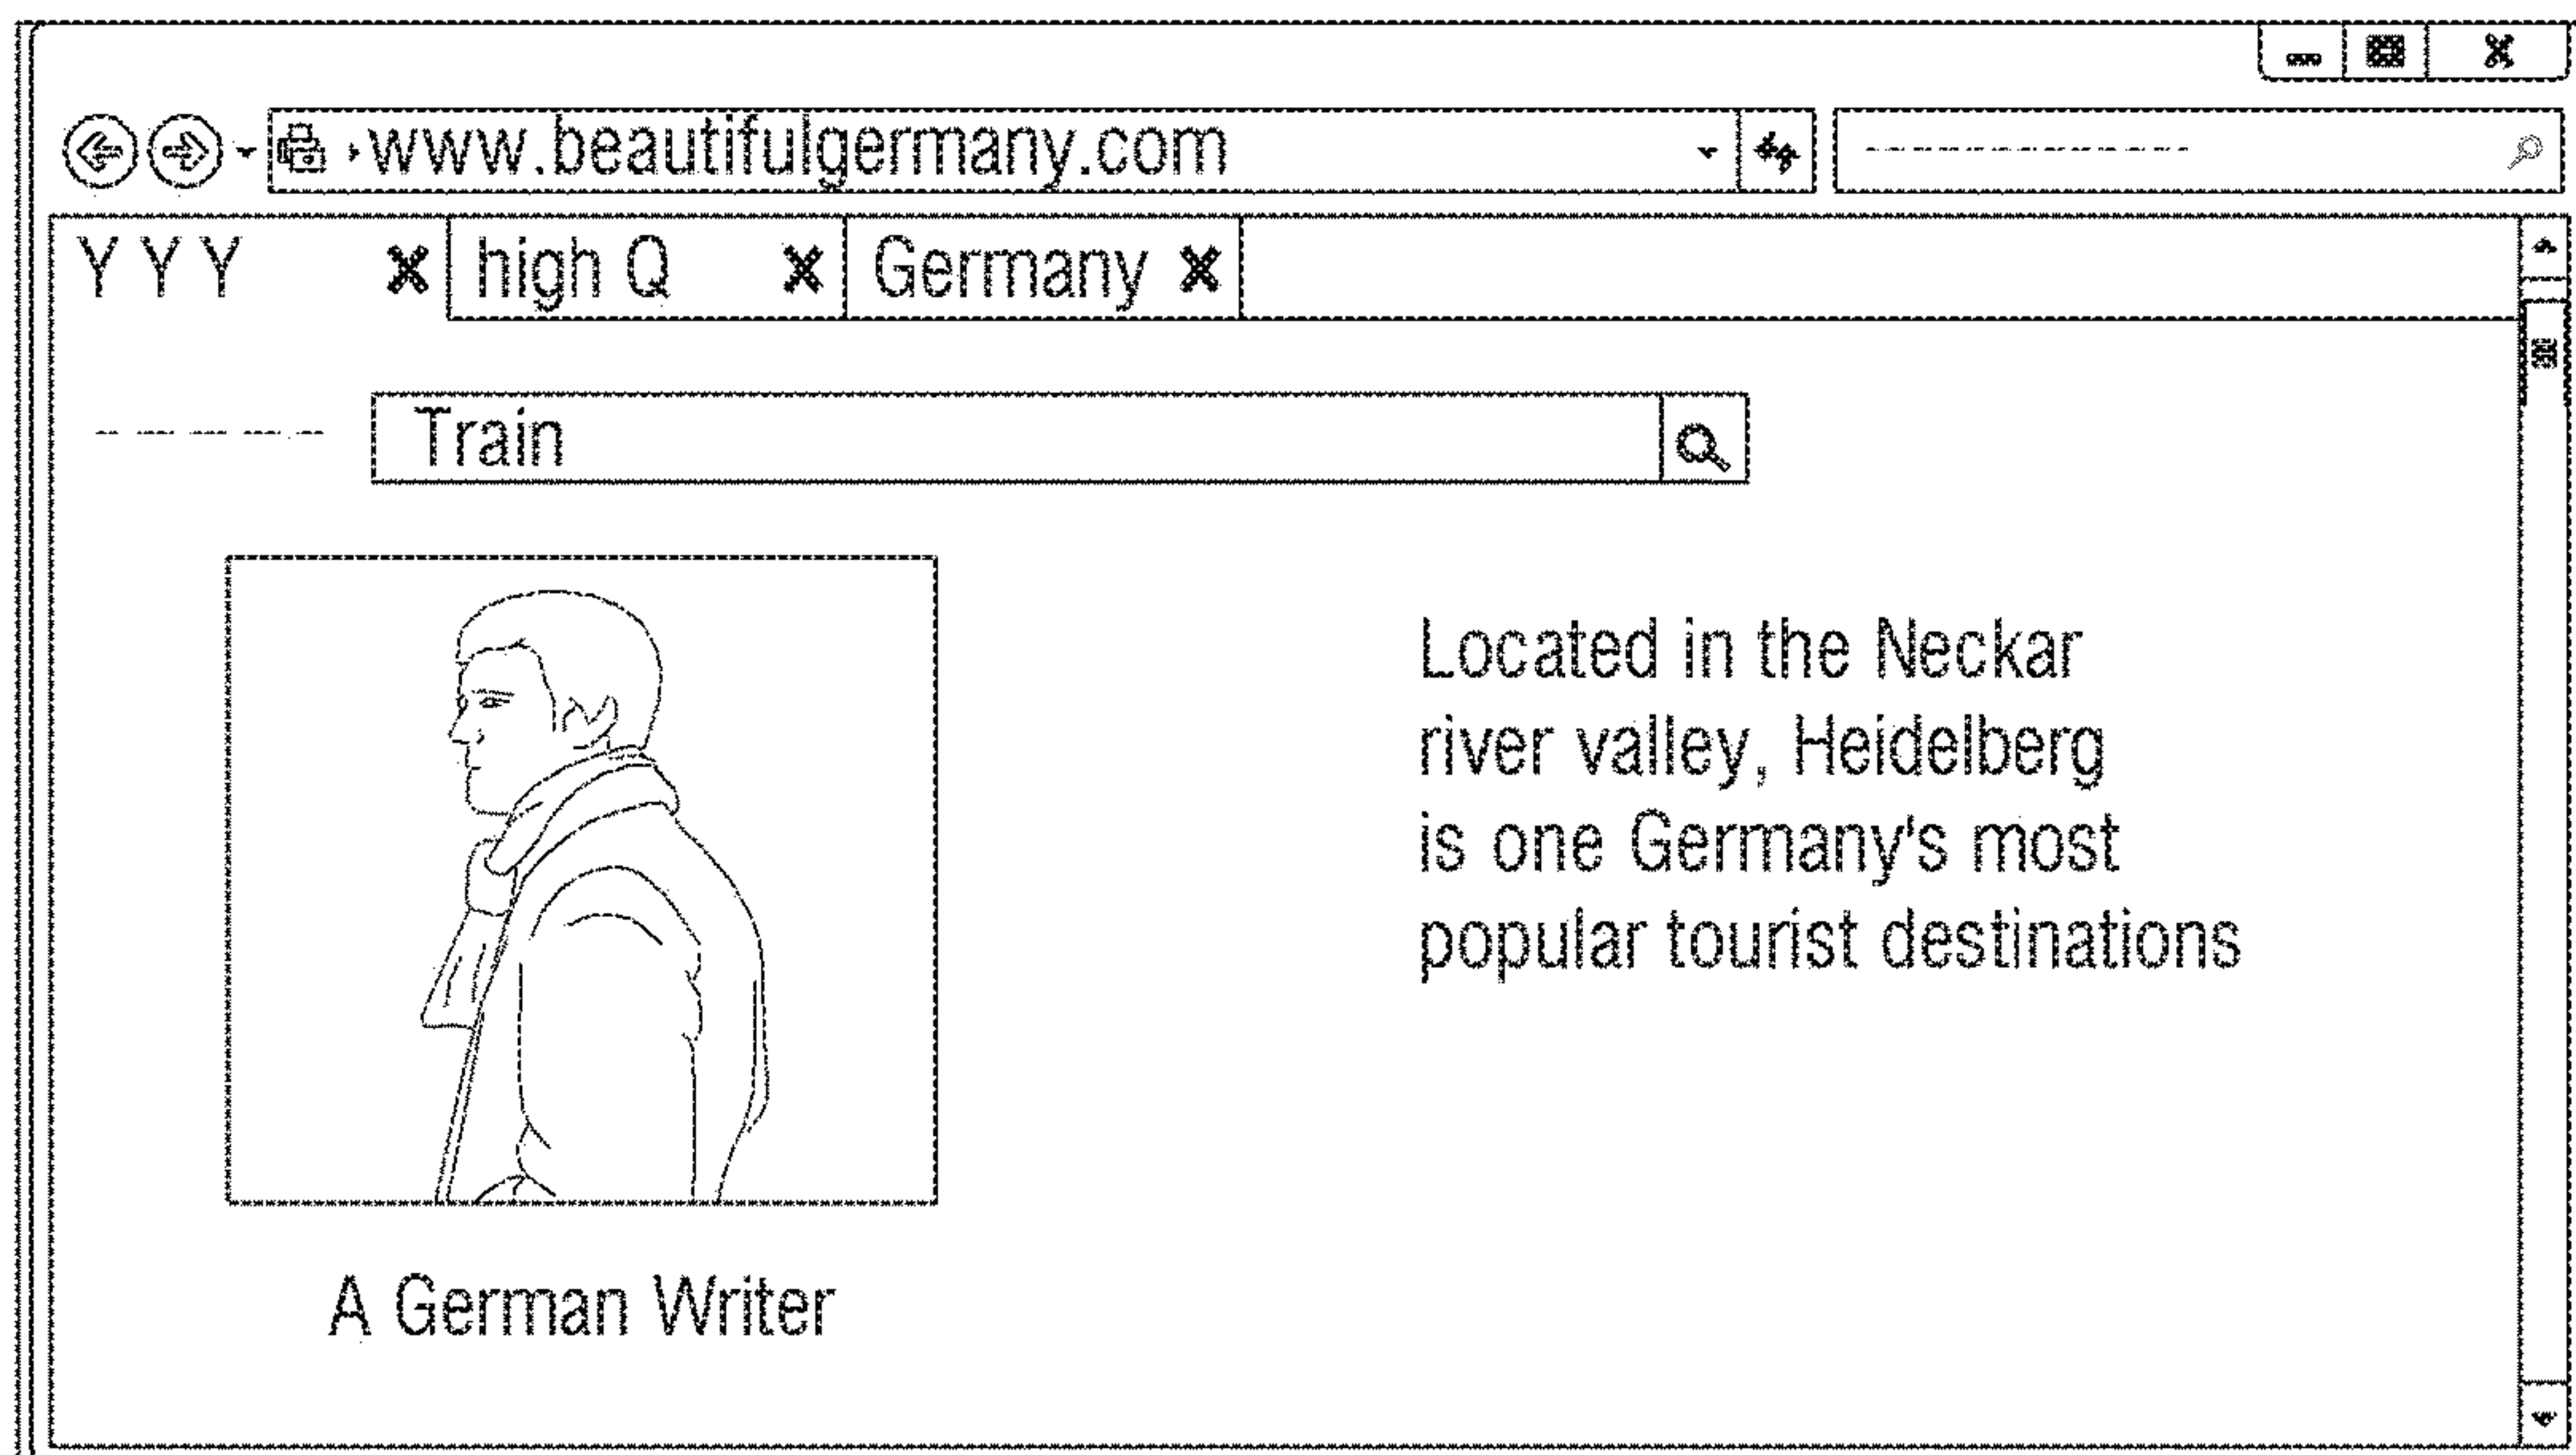 www.beautifulgermany.com
Y Y Y
high Q
Germany
Train
Located in the Neckar
river valley, Heidelberg
is one Germany's most
popular tourist destinations
A German Writer